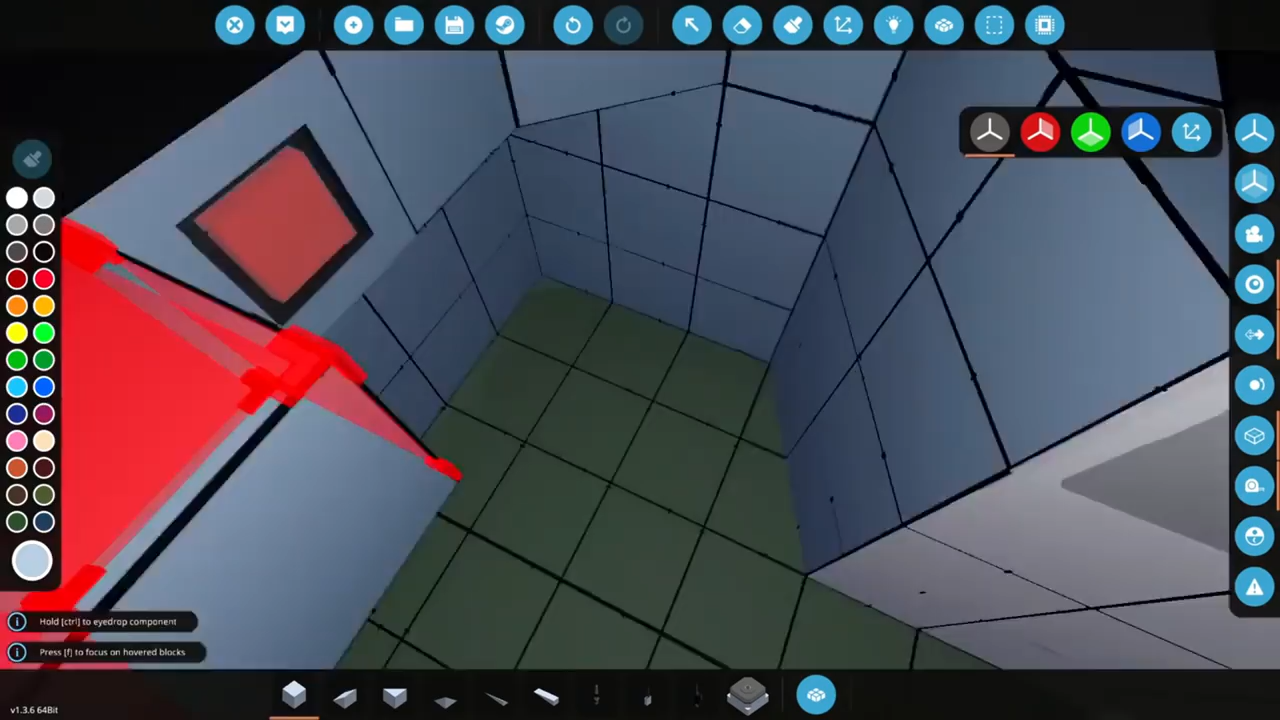 Hold [ctrl] to eyedrop component
Press [f] to focus on hovered blocks
v1.3.6 64Bit